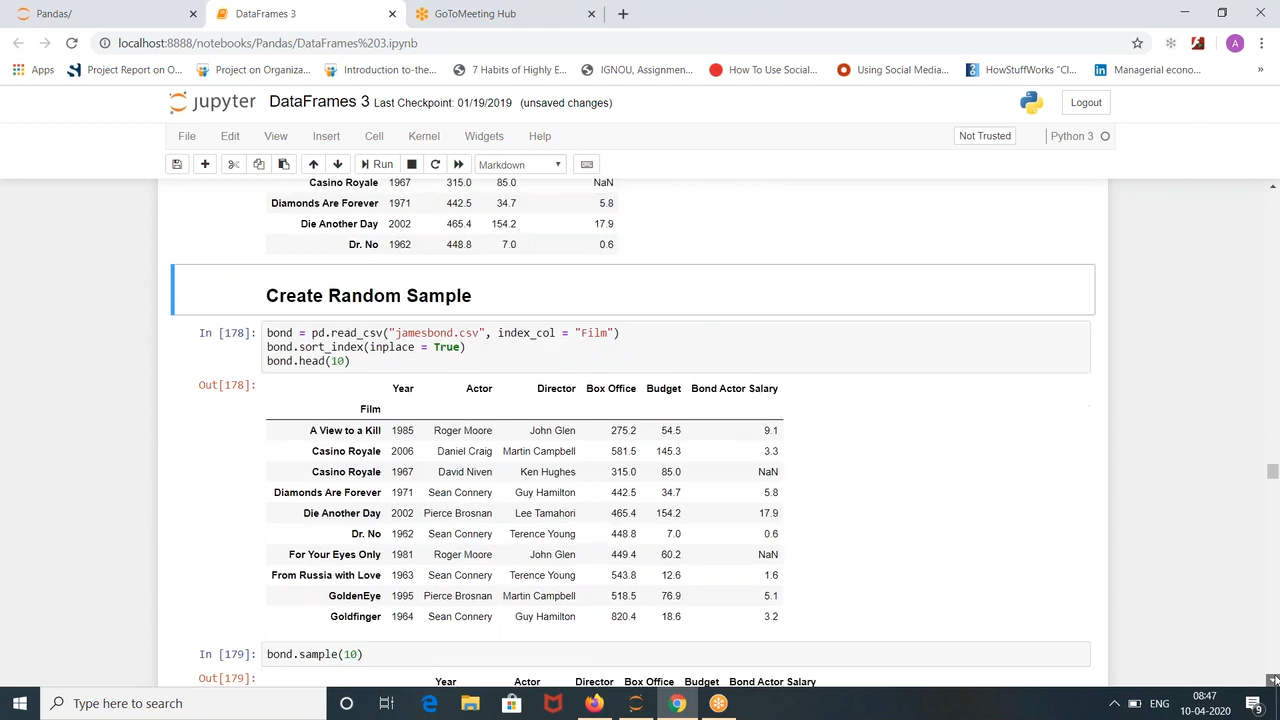 Pandas/
DataFrames 3
GoToMeeting Hub
localhost:8888/notebooks/Pandas/DataFrames%203.ipynb
A
Apps
Project Report on O...
Project on Organiza...
Introduction-to-the...
7 Habits of Highly E...
IGNOU, Assignmen...
How To Use Social...
Using Social Media...
HowStuffWorks "Cl...
Managerial econo...
»
jupyter DataFrames 3 Last Checkpoint: 01/19/2019 (unsaved changes)
Logout
File Edit View Insert Cell Kernel Widgets Help
Not Trusted
Python 3
Run
Markdown
Casino Royale 1967 315.0 85.0 NaN
Diamonds Are Forever 1971 442.5 34.7 5.8
Die Another Day 2002 465.4 154.2 17.9
Dr. No 1962 448.8 7.0 0.6
Create Random Sample
In [178]: bond = pd.read_csv("jamesbond.csv", index_col = "Film")
bond.sort_index(inplace = True)
bond.head(10)
Out[178]:
Year Actor Director Box Office Budget Bond Actor Salary
Film
A View to a Kill 1985 Roger Moore John Glen 275.2 54.5 9.1
Casino Royale 2006 Daniel Craig Martin Campbell 581.5 145.3 3.3
Casino Royale 1967 David Niven Ken Hughes 315.0 85.0 NaN
Diamonds Are Forever 1971 Sean Connery Guy Hamilton 442.5 34.7 5.8
Die Another Day 2002 Pierce Brosnan Lee Tamahori 465.4 154.2 17.9
Dr. No 1962 Sean Connery Terence Young 448.8 7.0 0.6
For Your Eyes Only 1981 Roger Moore John Glen 449.4 60.2 NaN
From Russia with Love 1963 Sean Connery Terence Young 543.8 12.6 1.6
GoldenEye 1995 Pierce Brosnan Martin Campbell 518.5 76.9 5.1
Goldfinger 1964 Sean Connery Guy Hamilton 820.4 18.6 3.2
In [179]: bond.sample(10)
Out[179]:
Year Actor Director Box Office Budget Bond Actor Salary
Type here to search
ENG
08:47
10-04-2020
9